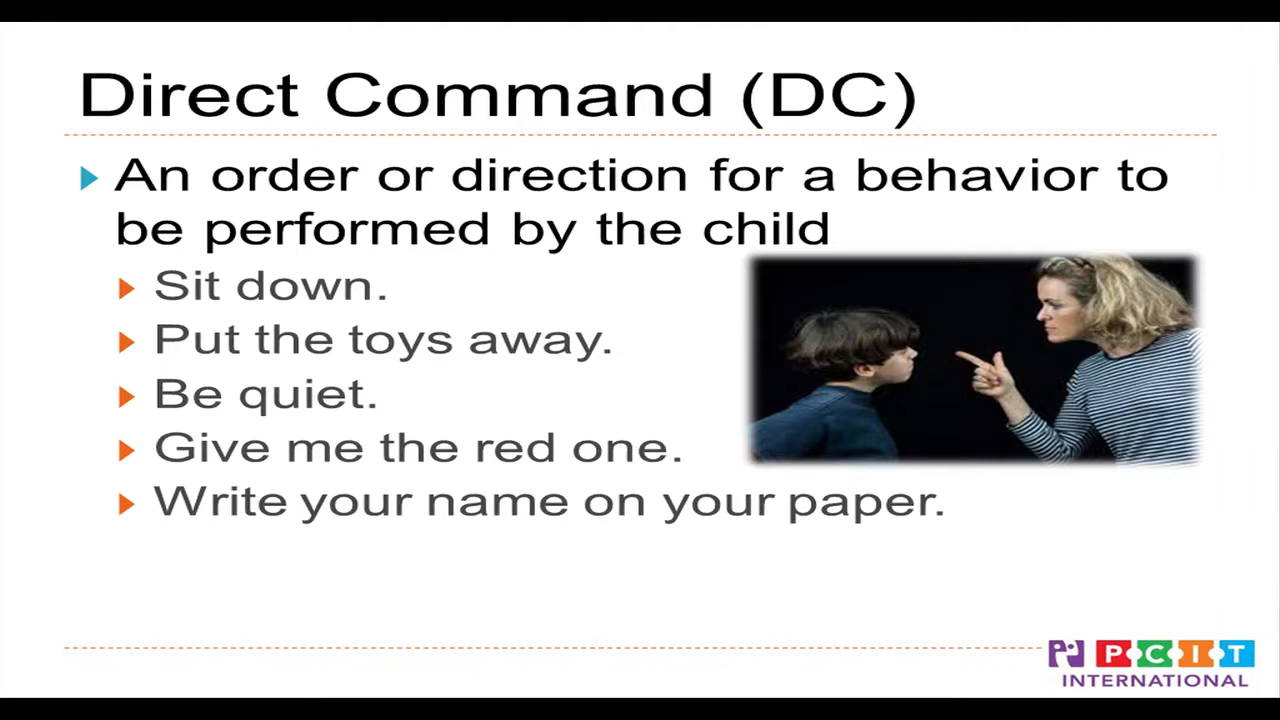 Direct Command (DC)
An order or direction for a behavior to
be performed by the child
Sit down.
Put the toys away.
Be quiet.
Give me the red one.
Write your name on your paper.
PCIT
INTERNATIONAL